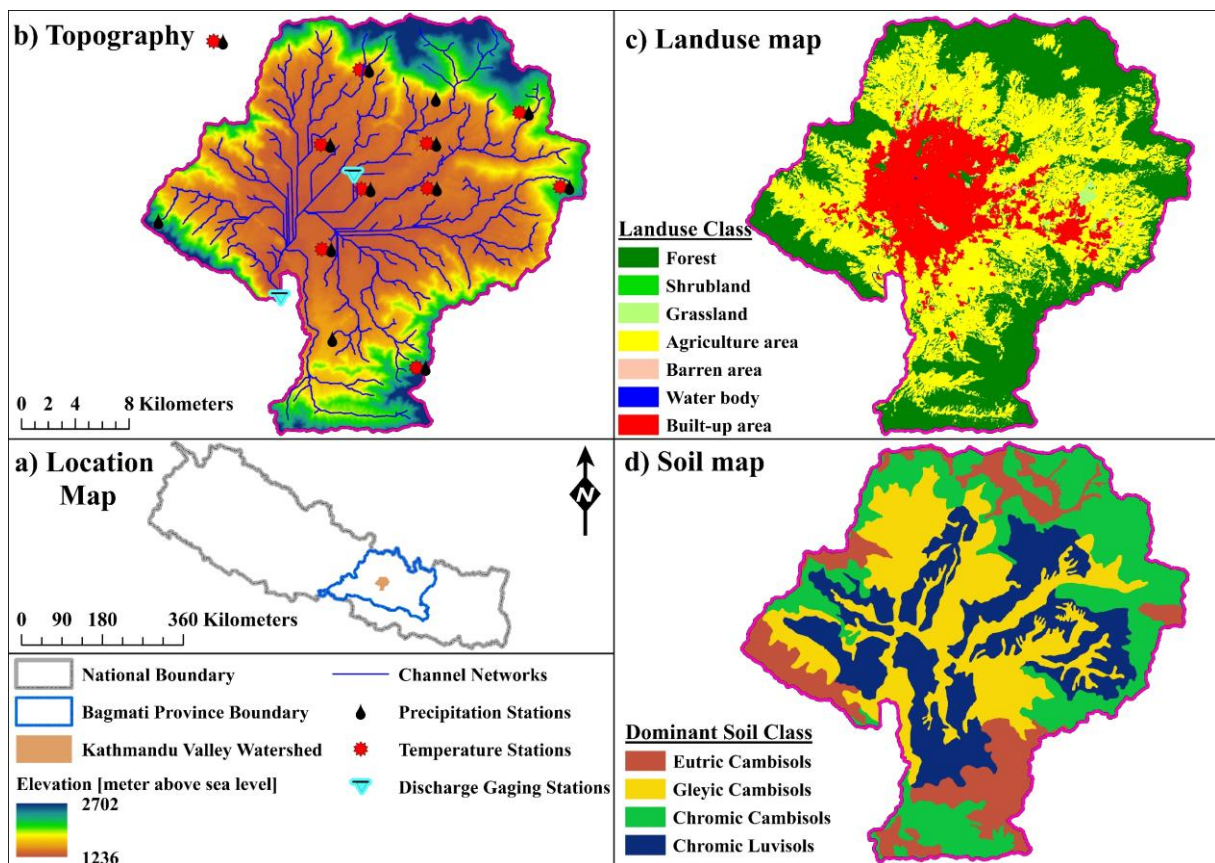 b) Topography
0 2 4 8 Kilometers
c) Landuse map
Landuse Class
Forest
Shrubland
Grassland
Agriculture area
Barren area
Water body
Built-up area
a) Location
Map
N
0 90 180 360 Kilometers
National Boundary
Bagmati Province Boundary
Kathmandu Valley Watershed
Elevation [meter above sea level]
2702
1236
Channel Networks
Precipitation Stations
Temperature Stations
Discharge Gaging Stations
d) Soil map
Dominant Soil Class
Eutric Cambisols
Gleyic Cambisols
Chromic Cambisols
Chromic Luvisols